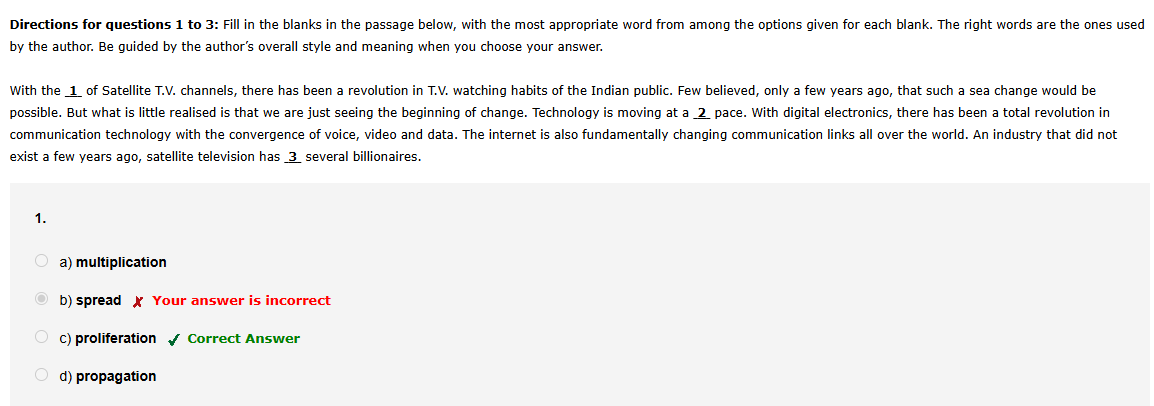 Directions for questions 1 to 3: Fill in the blanks in the passage below, with the most appropriate word from among the options given for each blank. The right words are the ones used
by the author. Be guided by the author's overall style and meaning when you choose your answer.
With the 1 of Satellite T.V. channels, there has been a revolution in T.V. watching habits of the Indian public. Few believed, only a few years ago, that such a sea change would be
possible. But what is little realised is that we are just seeing the beginning of change. Technology is moving at a 2 pace. With digital electronics, there has been a total revolution in
communication technology with the convergence of voice, video and data. The internet is also fundamentally changing communication links all over the world. An industry that did not
exist a few years ago, satellite television has 3 several billionaires.
1.
a) multiplication
b) spread ✗ Your answer is incorrect
c) proliferation ✓ Correct Answer
d) propagation